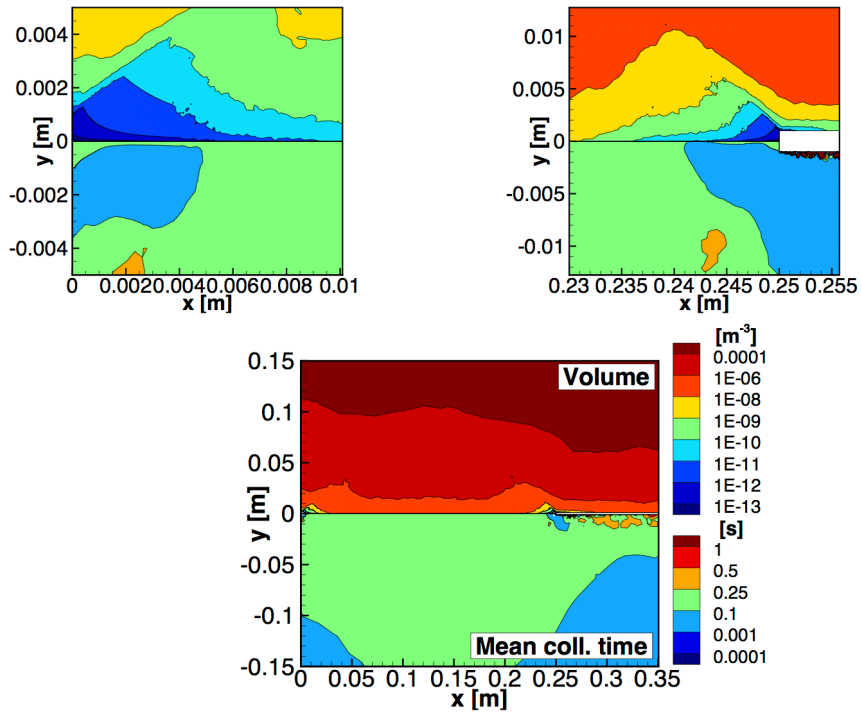 0.004
0.002
0
-0.002
-0.004
y [m]
0 0.002 0.004 0.006 0.008 0.01
x [m]
0.01
0.005
0
-0.005
-0.01
y [m]
0.23 0.235 0.24 0.245 0.25 0.255
x [m]
0.15
0.1
0.05
0
-0.05
-0.1
-0.15
y [m]
Volume
Mean coll. time
0 0.05 0.1 0.15 0.2 0.25 0.3 0.35
x [m]
[m-3]
0.0001
1E-06
1E-08
1E-09
1E-10
1E-11
1E-12
1E-13
[s]
1
0.5
0.25
0.1
0.001
0.0001